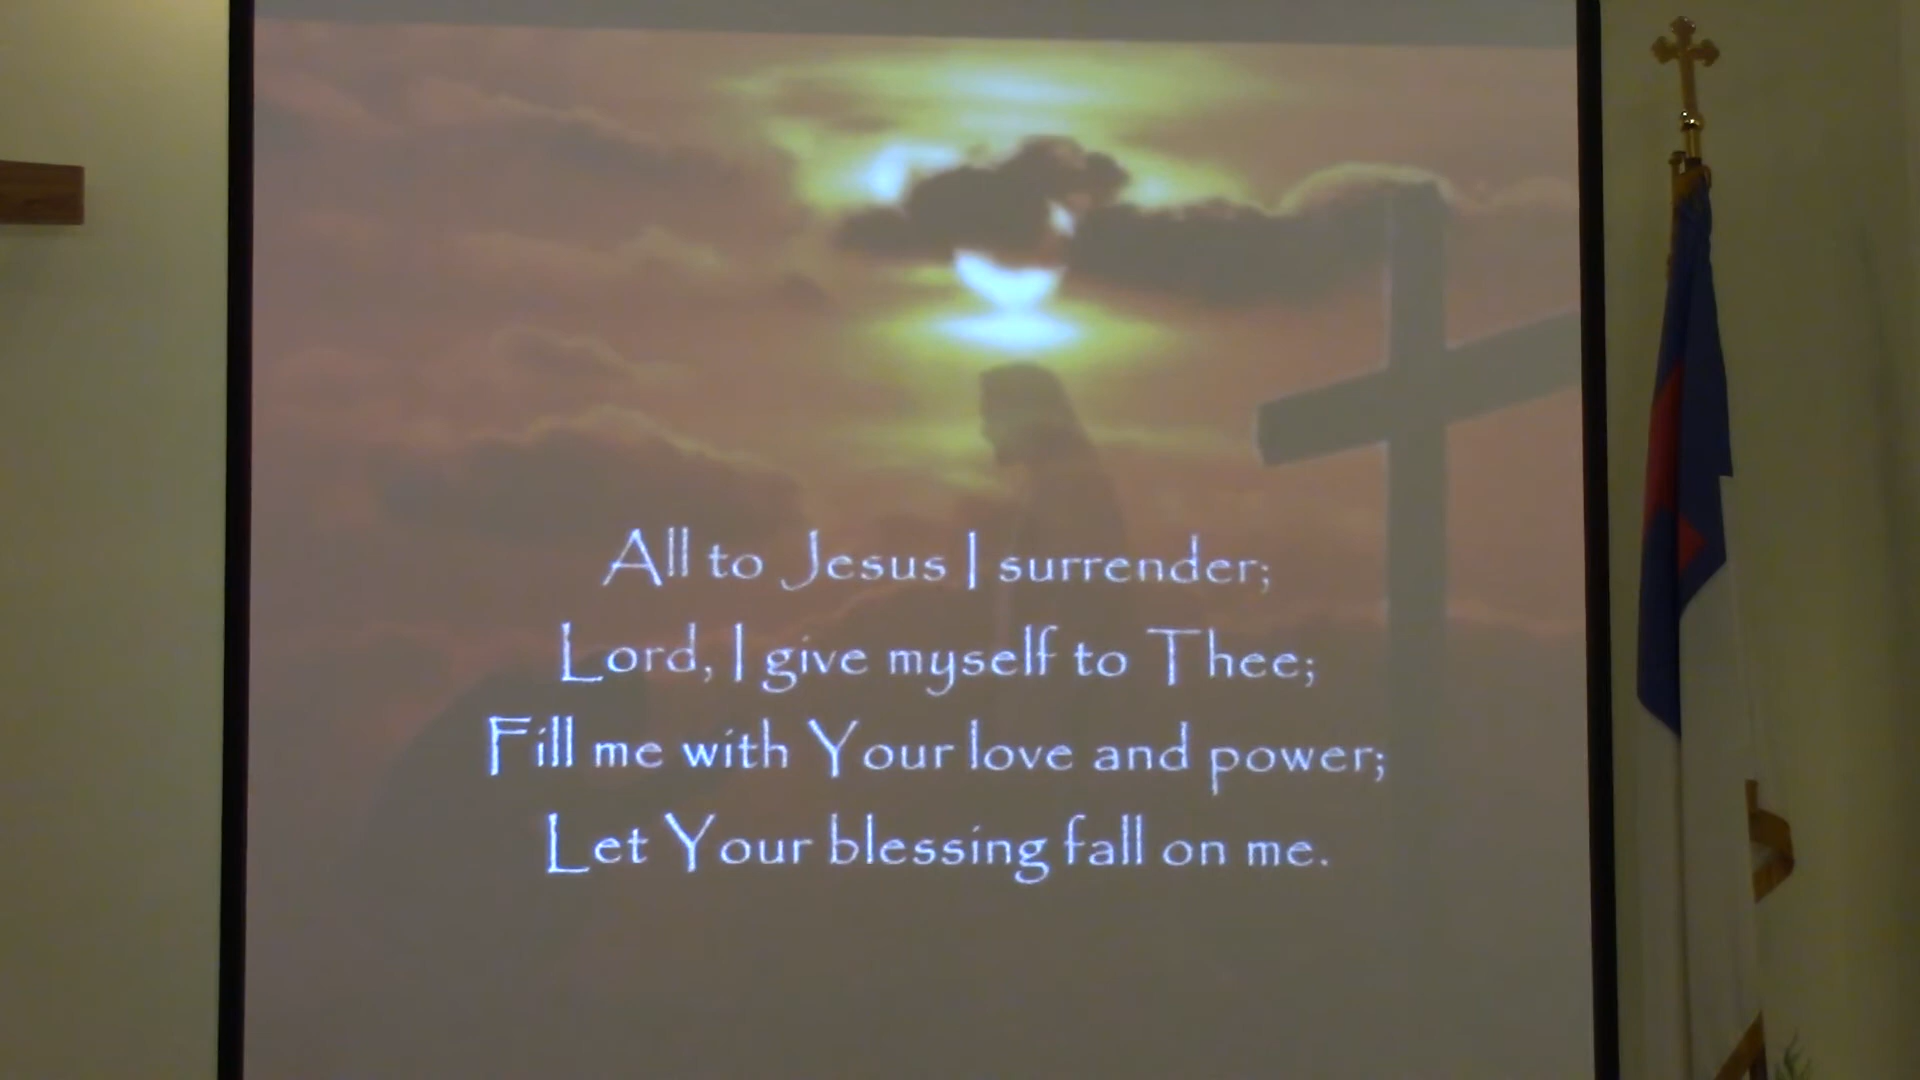 All to Jesus I surrender;
Lord, I give myself to Thee;
Fill me with Your love and power;
Let Your blessing fall on me.